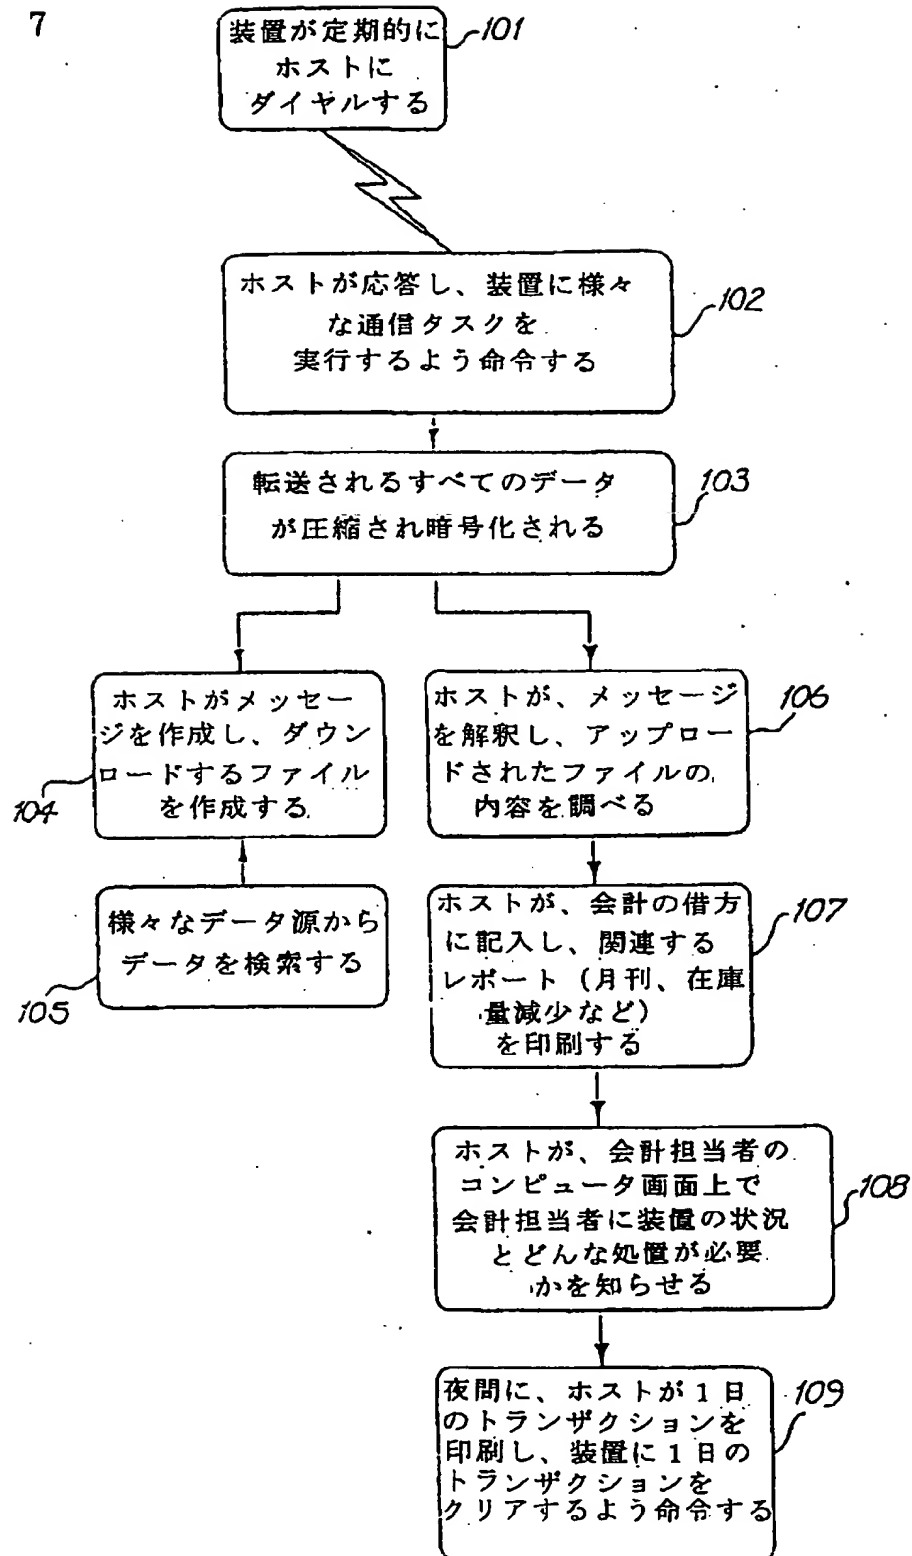 7
装置が定期的に
ホストに
ダイヤルする
101
ホストが応答し、装置に様々
な通信タスクを
実行するよう命令する
102
転送されるすべてのデータ
が圧縮され暗号化される
103
ホストがメッセー
ジを作成し、ダウン
ロードするファイル
を作成する
104
様々なデータ源から
データを検索する
105
ホストが、メッセージ
を解釈し、アップロー
ドされたファイルの
内容を調べる
106
ホストが、会計の借方
に記入し、関連する
レポート（月刊、在庫
量減少など）
を印刷する
107
ホストが、会計担当者の
コンピュータ画面上で
会計担当者に装置の状況
とどんな処置が必要
かを知らせる
108
夜間に、ホストが1日
のトランザクションを
印刷し、装置に1日の
トランザクションを
クリアするよう命令する
109